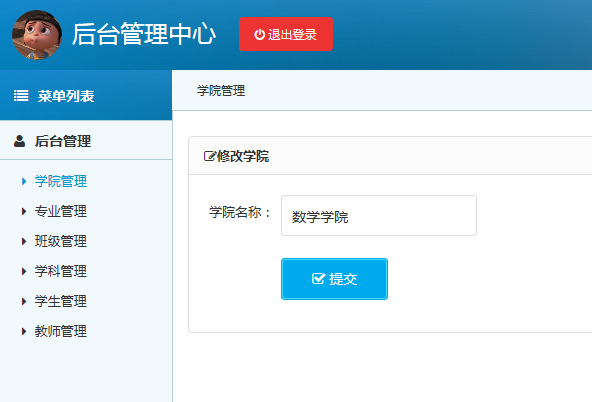 后台管理中心
退出登录
菜单列表
学院管理
后台管理
学院管理
专业管理
班级管理
学科管理
学生管理
教师管理
修改学院
学院名称：
数学学院
提交